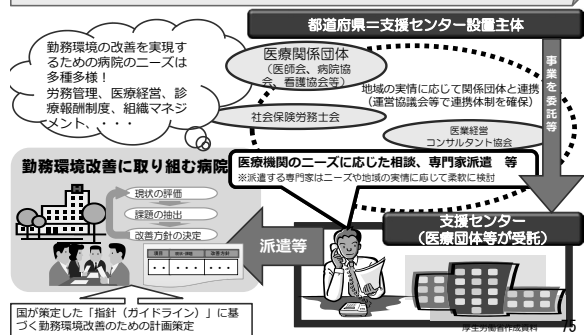 都道府県＝支援センター設置主体
勤務環境の改善を実現す
るための病院のニーズは
多種多様！
労務管理、医療経営、診
療報酬制度、組織マネジ
メント、・・・
医療関係団体
（医師会、病院協
会、看護協会等）
地域の実情に応じて関係団体と連携
（運営協議会等で連携体制を確保）
事業を委託等
社会保険労務士会
医業経営
コンサルタント協会
勤務環境改善に取り組む病院
医療機関のニーズに応じた相談、専門家派遣　等
※派遣する専門家はニーズや地域の実情に応じて柔軟に検討
現状の評価
課題の抽出
改善方針の決定
派遣等
支援センター
（医療団体等が受託）
国が策定した「指針（ガイドライン）」に基
づく勤務環境改善のための計画策定
厚生労働省作成資料
75